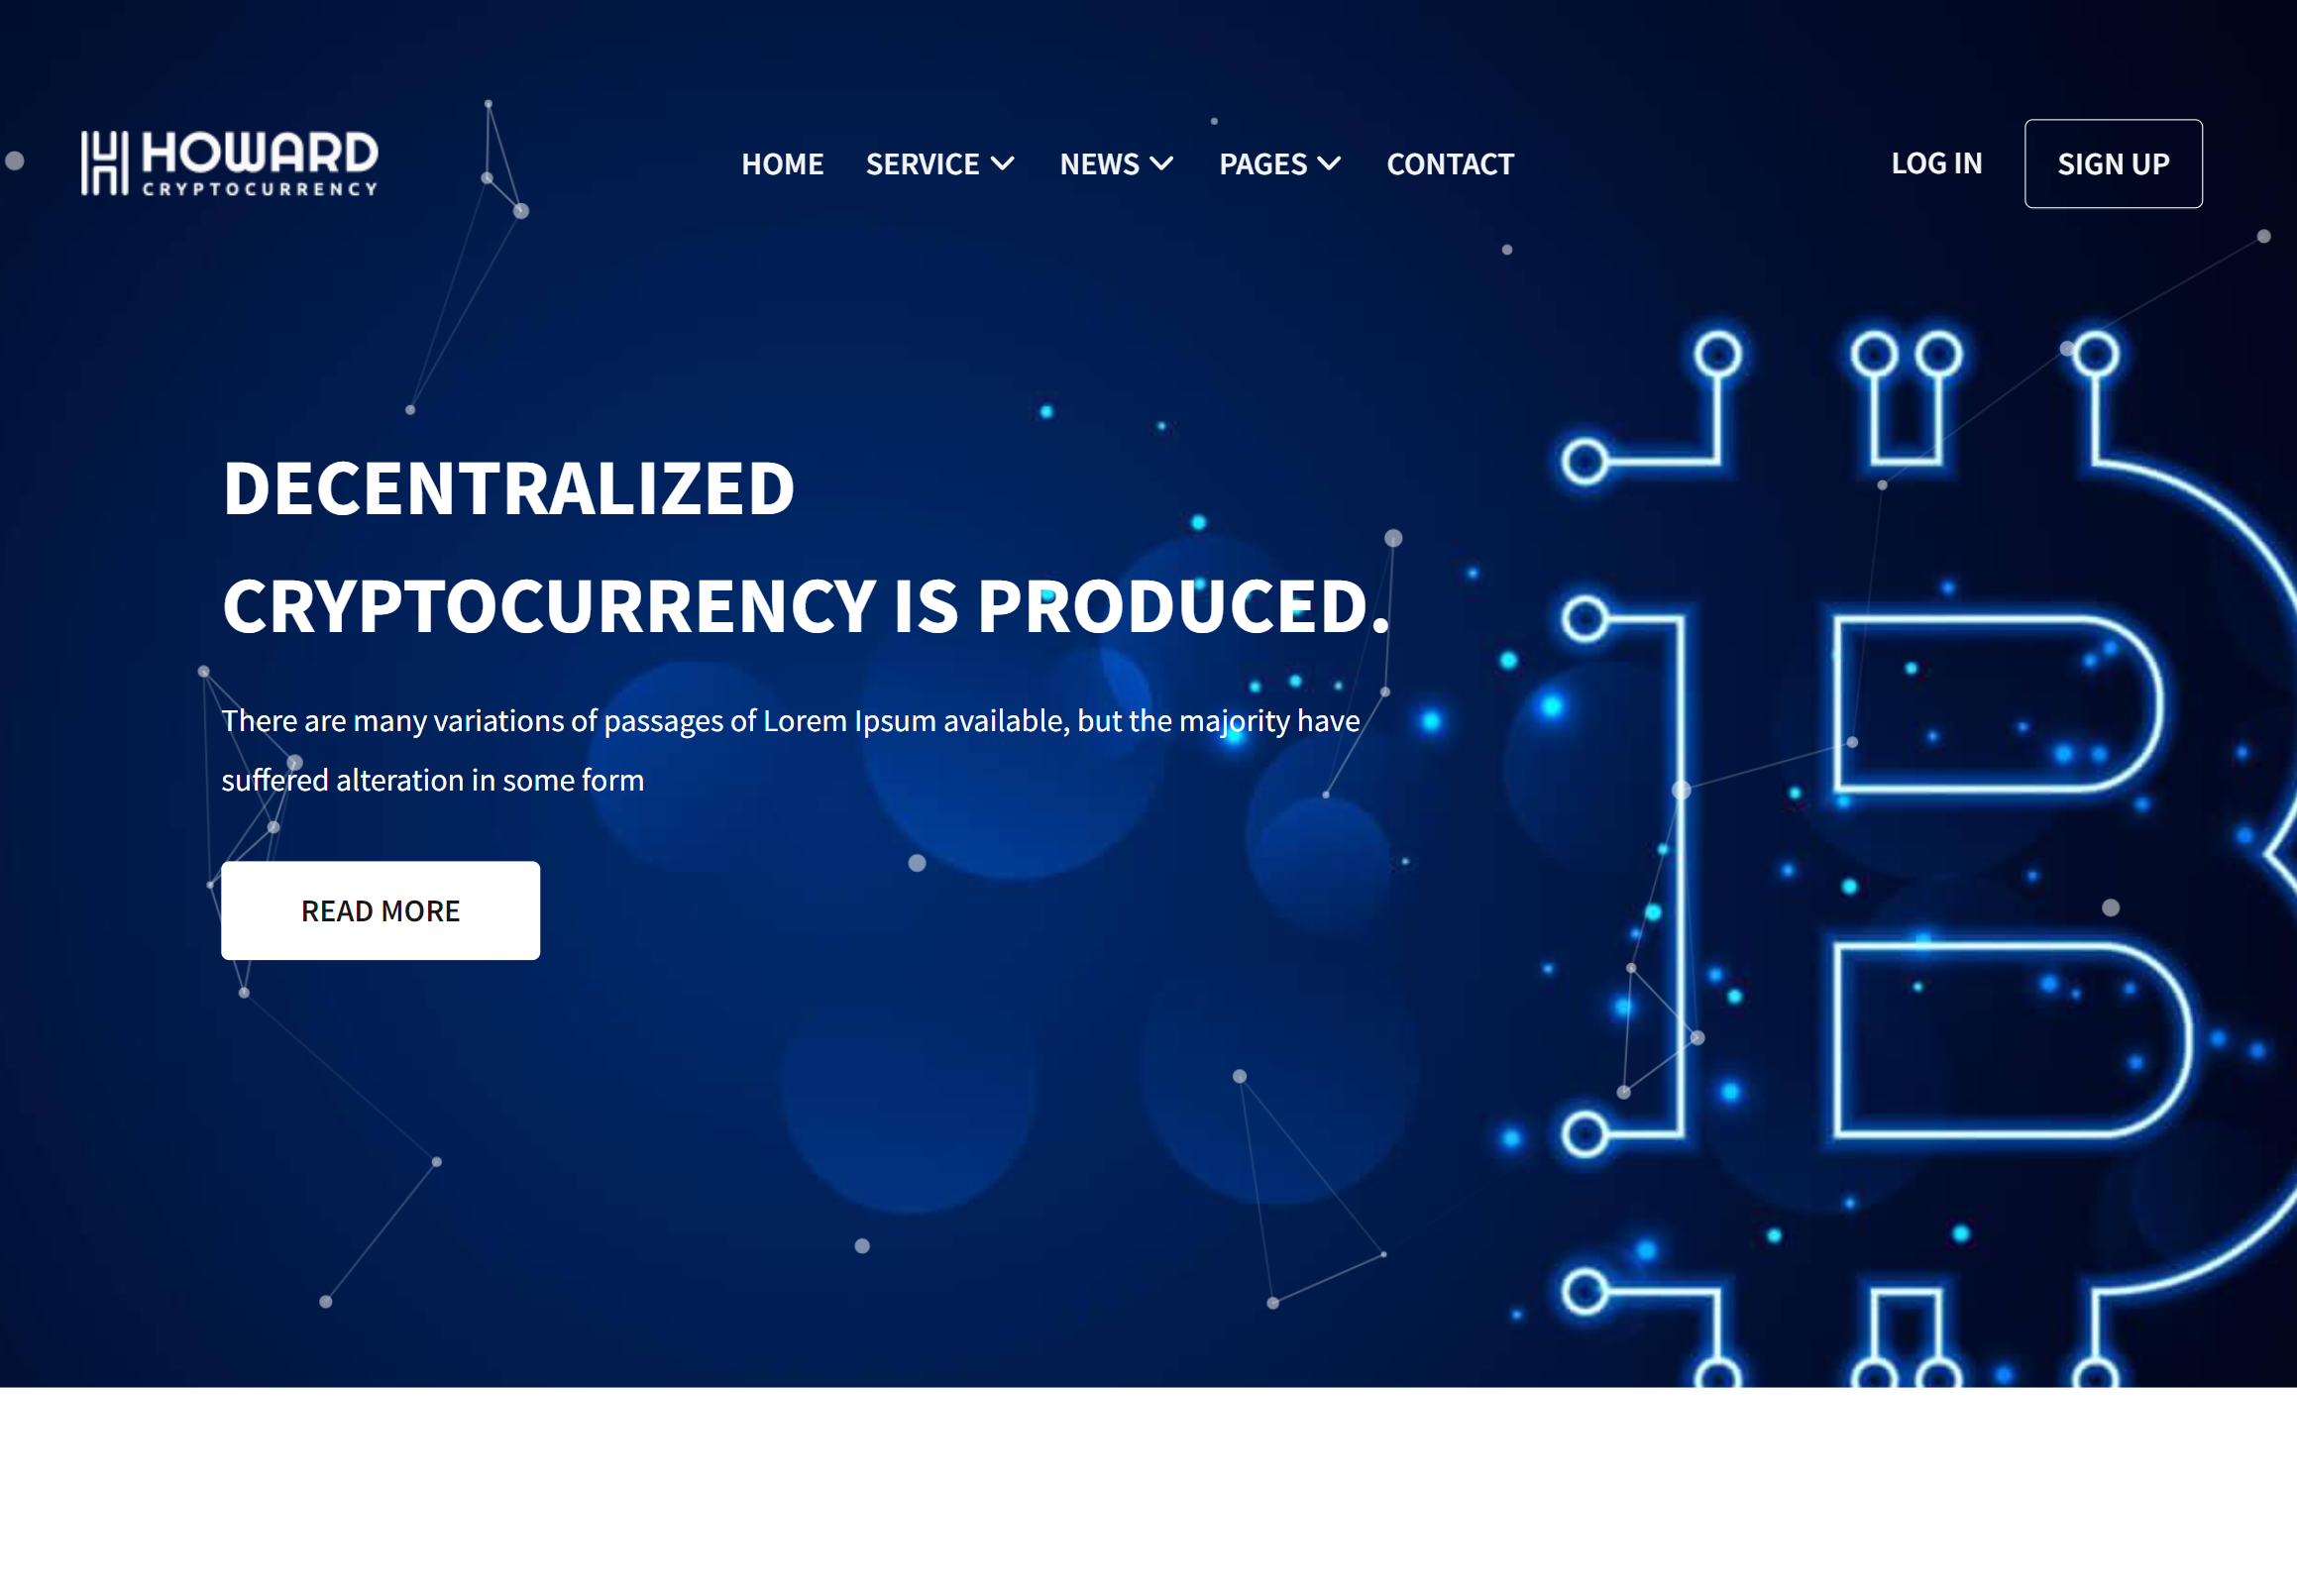 HOWARD
CRYPTOCURRENCY
HOME SERVICE NEWS PAGES CONTACT
LOG IN SIGN UP
DECENTRALIZED
CRYPTOCURRENCY IS PRODUCED.
There are many variations of passages of Lorem Ipsum available, but the majority have
suffered alteration in some form
READ MORE